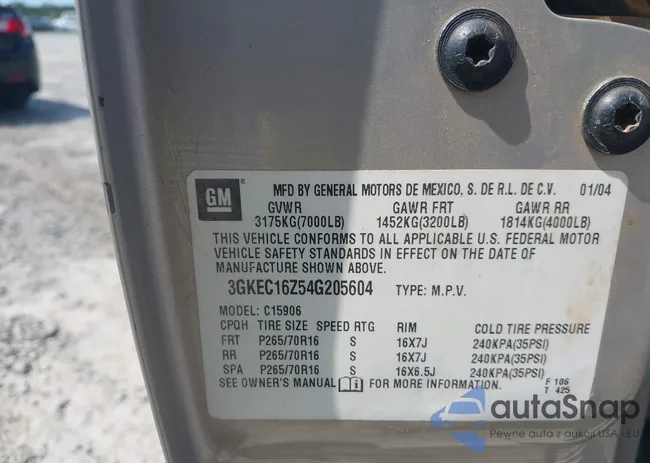 GM
MFD BY GENERAL MOTORS DE MEXICO, S. DE R.L. DE C.V. 01/04
GVWR GAWR FRT GAWR RR
3175KG(7000LB) 1452KG(3200LB) 1814KG(4000LB)
THIS VEHICLE CONFORMS TO ALL APPLICABLE U.S. FEDERAL MOTOR
VEHICLE SAFETY STANDARDS IN EFFECT ON THE DATE OF
MANUFACTURE SHOWN ABOVE.
3GKEC16Z54G205604 TYPE: M.P.V.
MODEL: C15906
CPQH TIRE SIZE SPEED RTG RIM COLD TIRE PRESSURE
FRT P265/70R16 S 16X7J 240KPA(35PSI)
RR P265/70R16 S 16X7J 240KPA(35PSI)
SPA P265/70R16 S 16X6.5J 240KPA(35PSI)
SEE OWNER'S MANUAL FOR MORE INFORMATION. F 106
T 425
autaSnap
Pewne auta z aukcji USA i EU